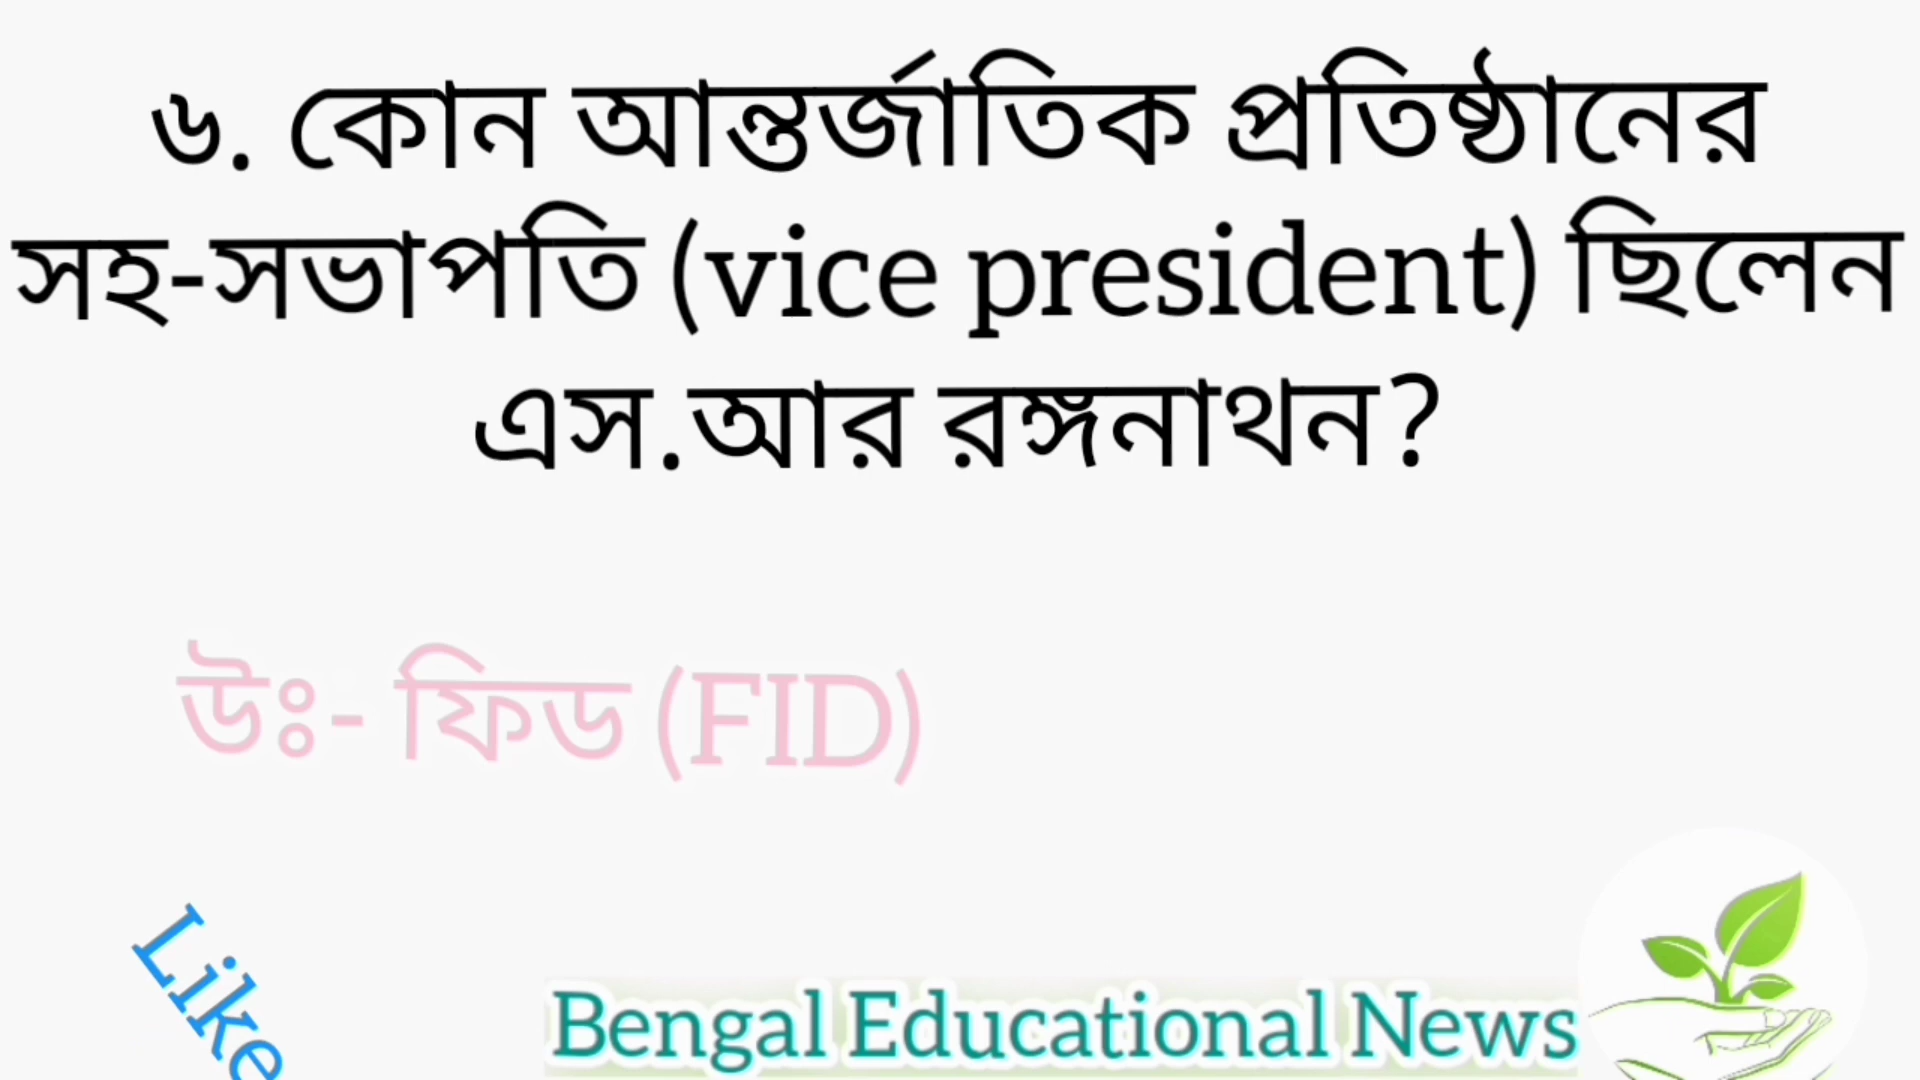 ৬. কোন আন্তর্জাতিক প্রতিষ্ঠানের
সহ-সভাপতি (vice president) ছিলেন
এস.আর রঙ্গনাথন?
উঃ- ফিড (FID)
Like
Bengal Educational News